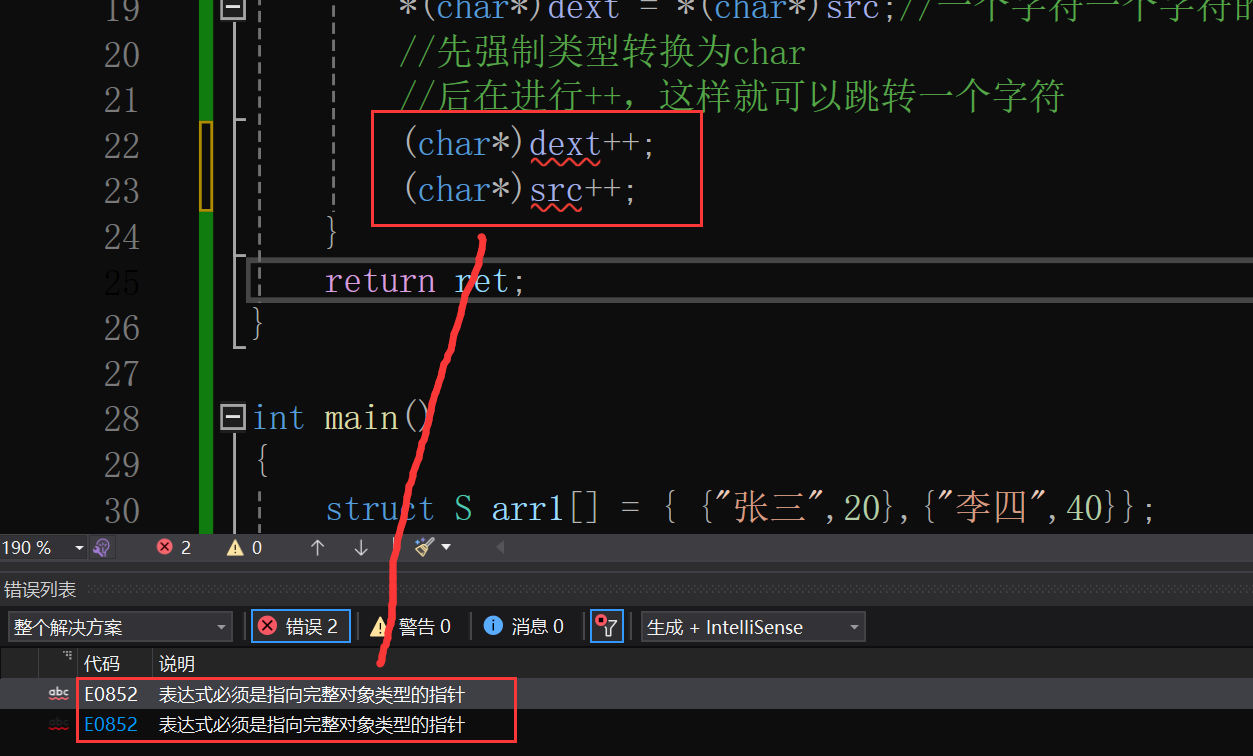 19 *(char*)dext = *(char*)src;//一个字符一个字符的
20 //先强制类型转换为char
21 //后在进行++，这样就可以跳转一个字符
22 (char*)dext++;
23 (char*)src++;
24 }
25 return ret;
26 }
27
28 int main()
29 {
30 struct S arr1[] = { {"张三",20},{"李四",40}};
190 % 2 0
错误列表
整个解决方案 错误 2 警告 0 消息 0 生成 + IntelliSense
代码 说明
abc E0852 表达式必须是指向完整对象类型的指针
abc E0852 表达式必须是指向完整对象类型的指针